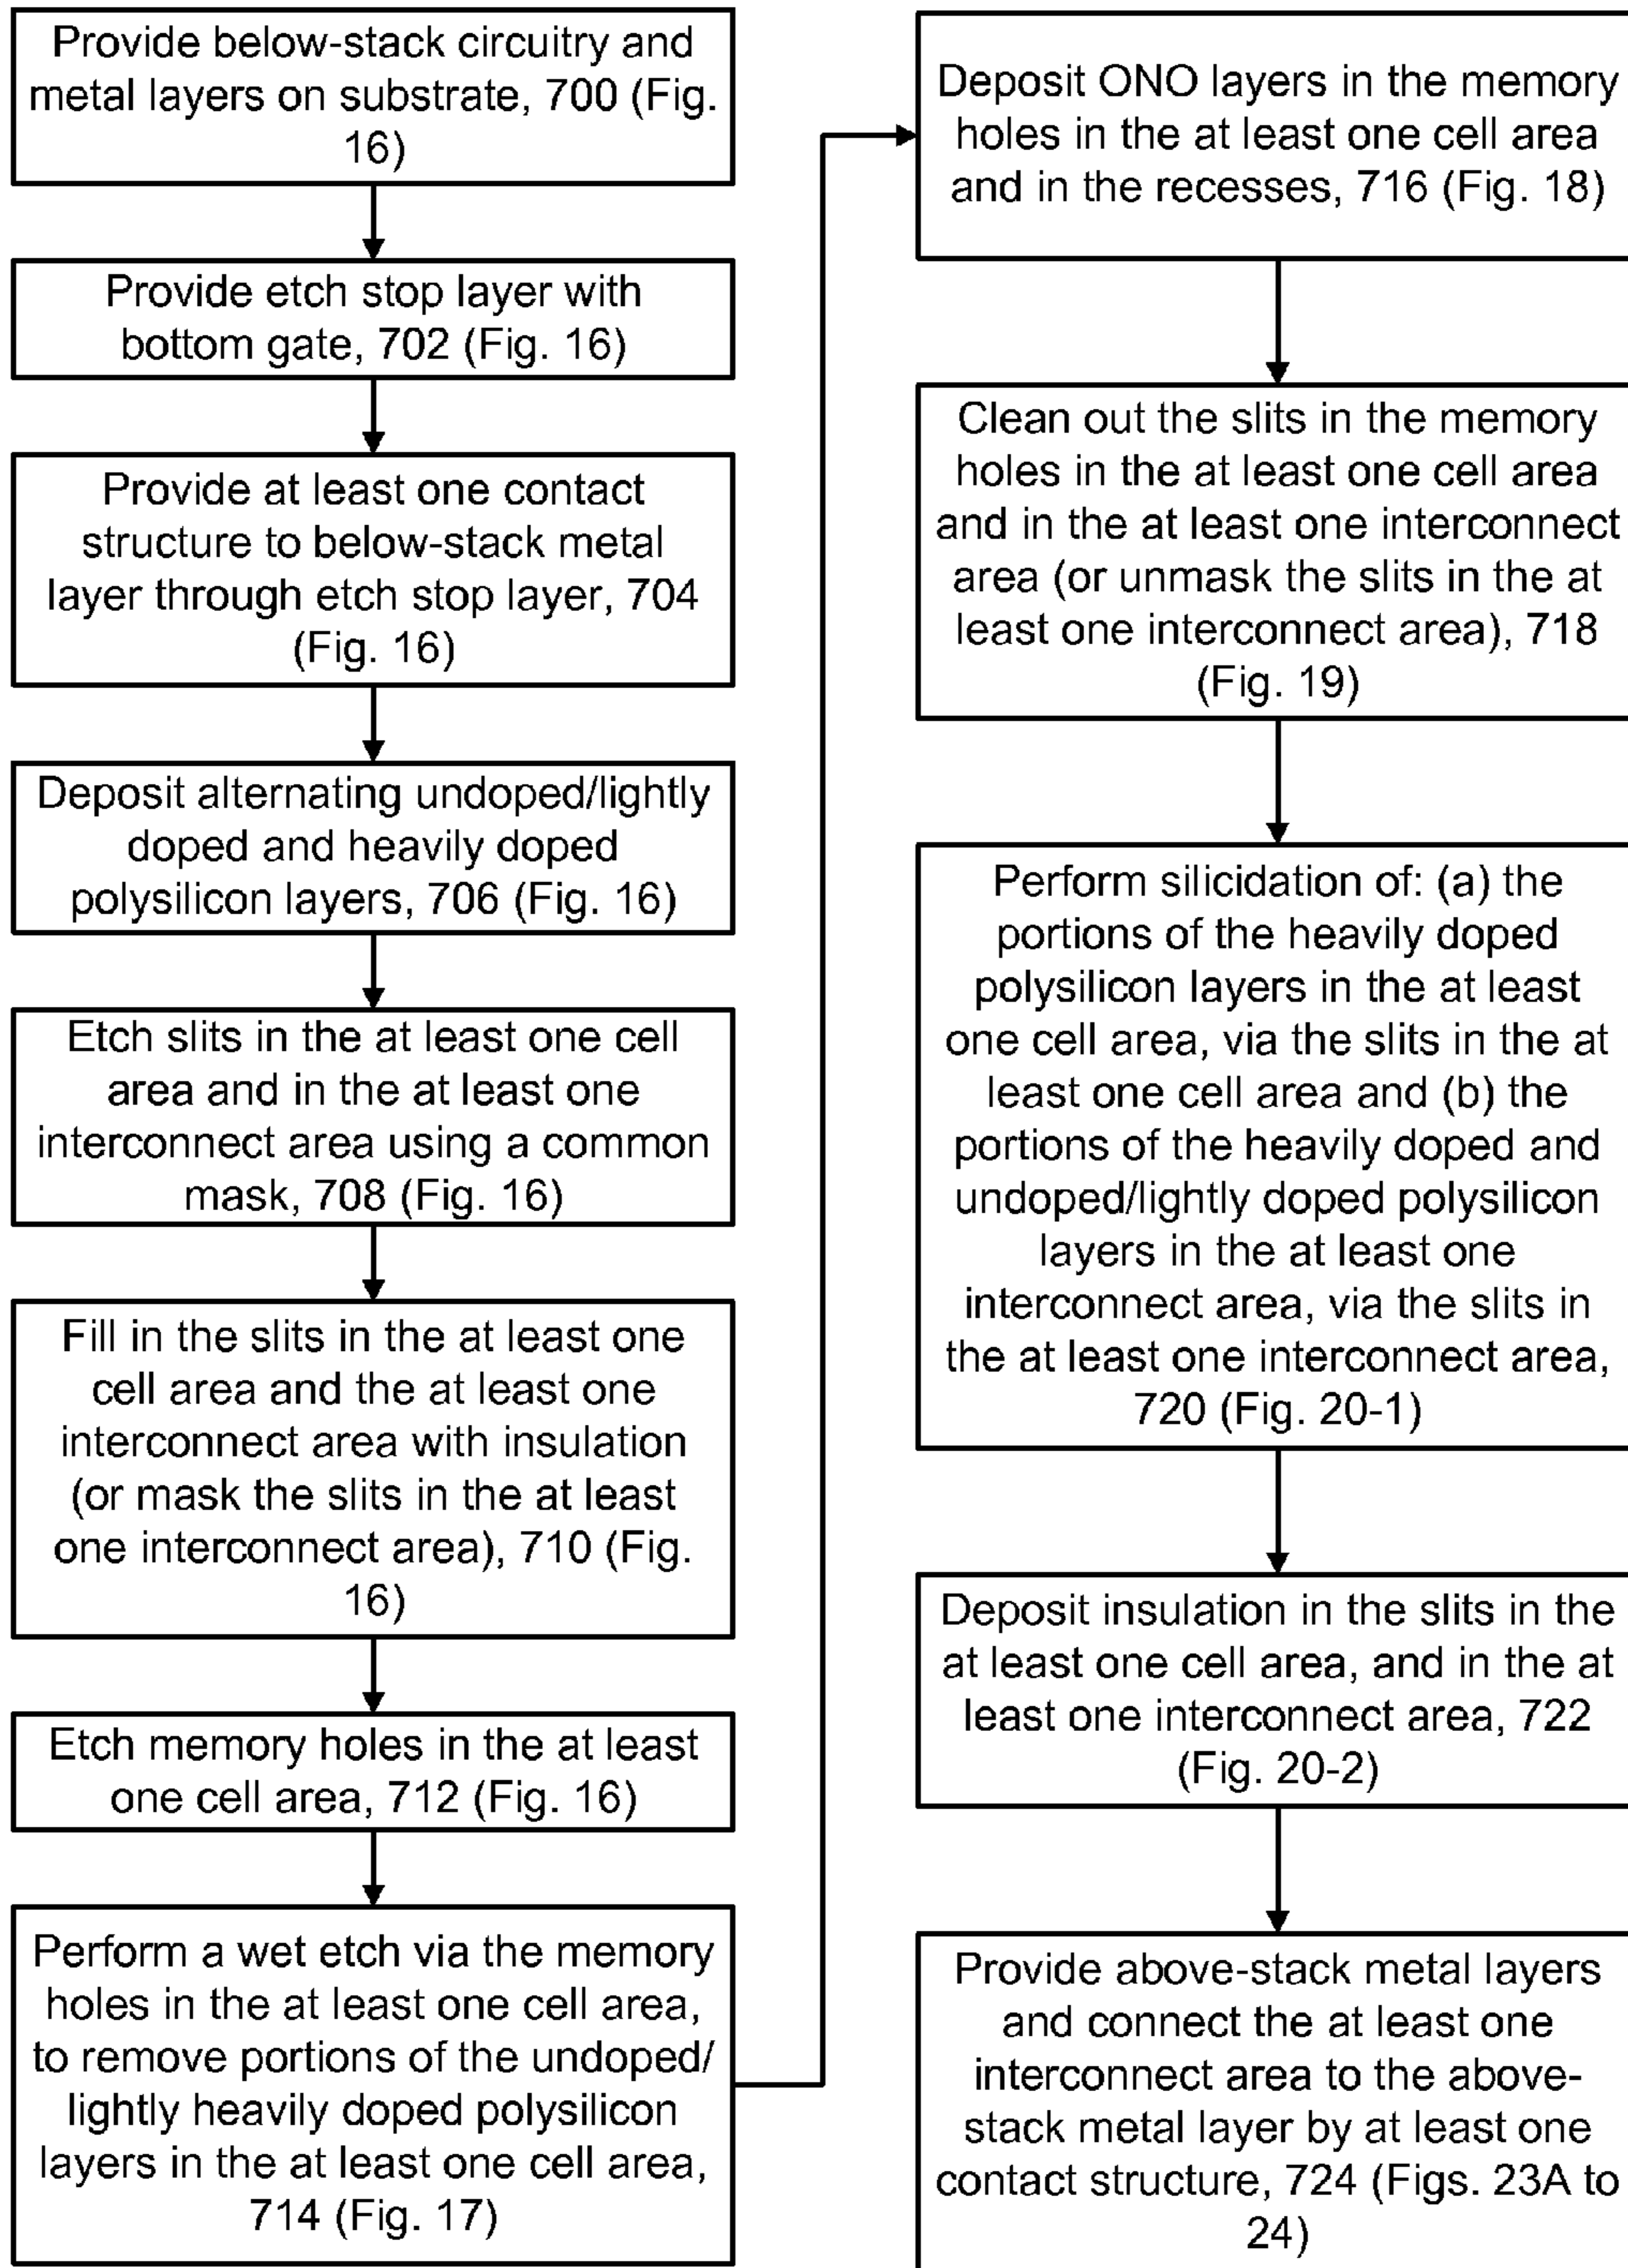 Provide below-stack circuitry and
metal layers on substrate, 700 (Fig.
16)
Provide etch stop layer with
bottom gate, 702 (Fig. 16)
Provide at least one contact
structure to below-stack metal
layer through etch stop layer, 704
(Fig. 16)
Deposit alternating undoped/lightly
doped and heavily doped
polysilicon layers, 706 (Fig. 16)
Etch slits in the at least one cell
area and in the at least one
interconnect area using a common
mask, 708 (Fig. 16)
Fill in the slits in the at least one
cell area and the at least one
interconnect area with insulation
(or mask the slits in the at least
one interconnect area), 710 (Fig.
16)
Etch memory holes in the at least
one cell area, 712 (Fig. 16)
Perform a wet etch via the memory
holes in the at least one cell area,
to remove portions of the undoped/
lightly heavily doped polysilicon
layers in the at least one cell area,
714 (Fig. 17)
Deposit ONO layers in the memory
holes in the at least one cell area
and in the recesses, 716 (Fig. 18)
Clean out the slits in the memory
holes in the at least one cell area
and in the at least one interconnect
area (or unmask the slits in the at
least one interconnect area), 718
(Fig. 19)
Perform silicidation of: (a) the
portions of the heavily doped
polysilicon layers in the at least
one cell area, via the slits in the at
least one cell area and (b) the
portions of the heavily doped and
undoped/lightly doped polysilicon
layers in the at least one
interconnect area, via the slits in
the at least one interconnect area,
720 (Fig. 20-1)
Deposit insulation in the slits in the
at least one cell area, and in the at
least one interconnect area, 722
(Fig. 20-2)
Provide above-stack metal layers
and connect the at least one
interconnect area to the above-
stack metal layer by at least one
contact structure, 724 (Figs. 23A to
24)